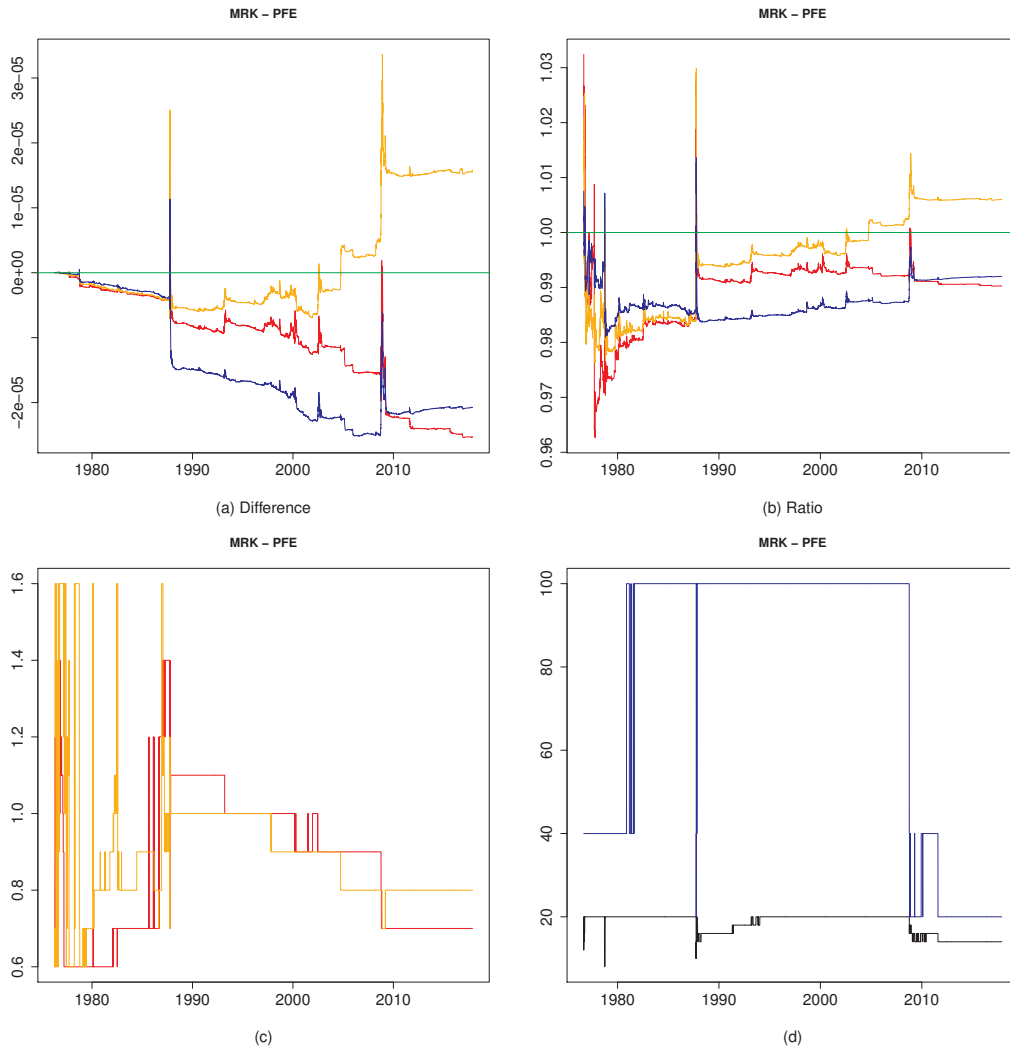 MRK − PFE
3e−05
2e−05
1e−05
0e+00
−2e−05
1980 1990 2000 2010
(a) Difference
MRK − PFE
1.03
1.02
1.01
1.00
0.99
0.98
0.97
0.96
1980 1990 2000 2010
(b) Ratio
MRK − PFE
1.6
1.4
1.2
1.0
0.8
0.6
1980 1990 2000 2010
(c)
MRK − PFE
100
80
60
40
20
1980 1990 2000 2010
(d)